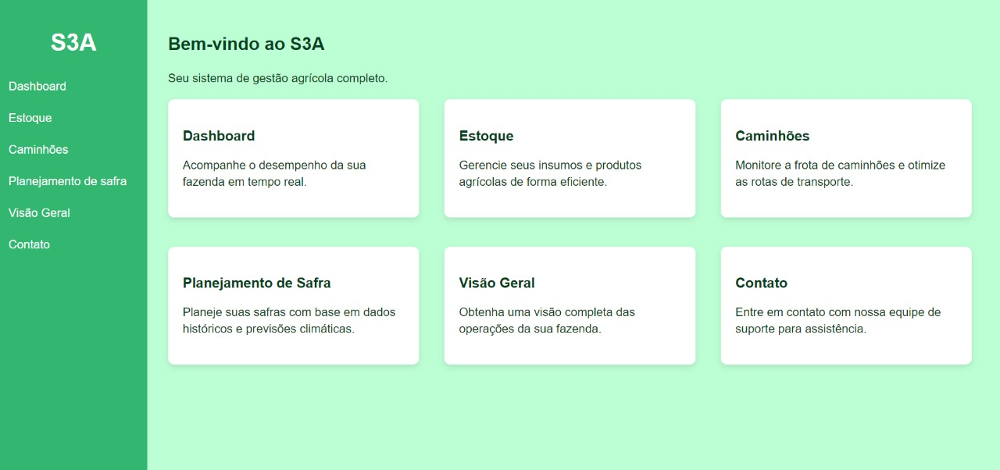 S3A
Dashboard
Estoque
Caminhões
Planejamento de safra
Visão Geral
Contato
Bem-vindo ao S3A
Seu sistema de gestão agrícola completo.
Dashboard
Acompanhe o desempenho da sua
fazenda em tempo real.
Estoque
Gerencie seus insumos e produtos
agrícolas de forma eficiente.
Caminhões
Monitore a frota de caminhões e otimize
as rotas de transporte.
Planejamento de Safra
Planeje suas safras com base em dados
históricos e previsões climáticas.
Visão Geral
Obtenha uma visão completa das
operações da sua fazenda.
Contato
Entre em contato com nossa equipe de
suporte para assistência.